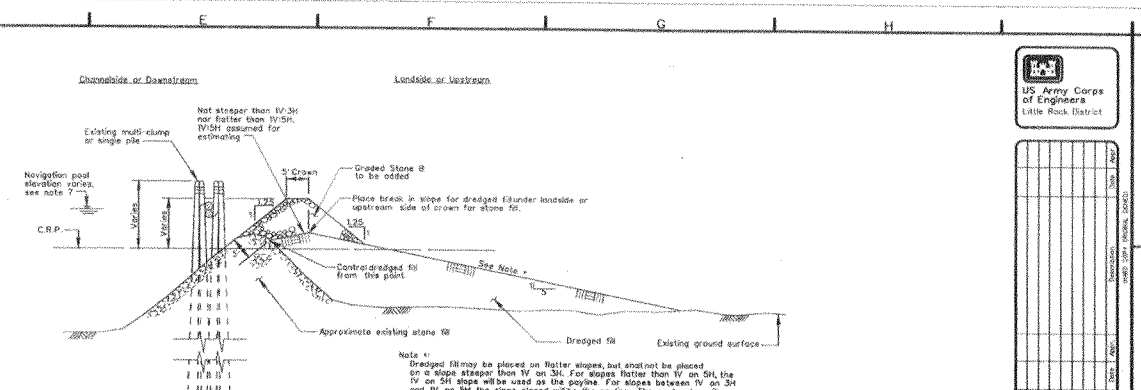 E
F
G
H
Channelside or Downstream
Landside or Upstream
US Army Corps
of Engineers
Little Rock District
Not steeper than 1V:3H
nor flatter than 1V:5H.
1V:5H assumed for
estimating
Existing multi-clump
or single pile
5' Crown
Graded Stone B
to be added
Navigation pool
elevation varies,
see note 7
Place break in slope for dredged fill under landside or
upstream side of crown for stone fill.
1.25
1
1.25
1
Varies
Varies
C.R.P.
5'
Control dredged fill
from this point
See Note *
1
5
Approximate existing stone fill
Dredged fill
Existing ground surface
Appr.
Date
Description
Appr.
Date
Note *:
Dredged fill may be placed on flatter slopes, but shall not be placed
on a slope steeper than 1V on 3H. For slopes flatter than 1V on 5H, the
1V on 5H slope will be used as the payline. For slopes between 1V on 3H